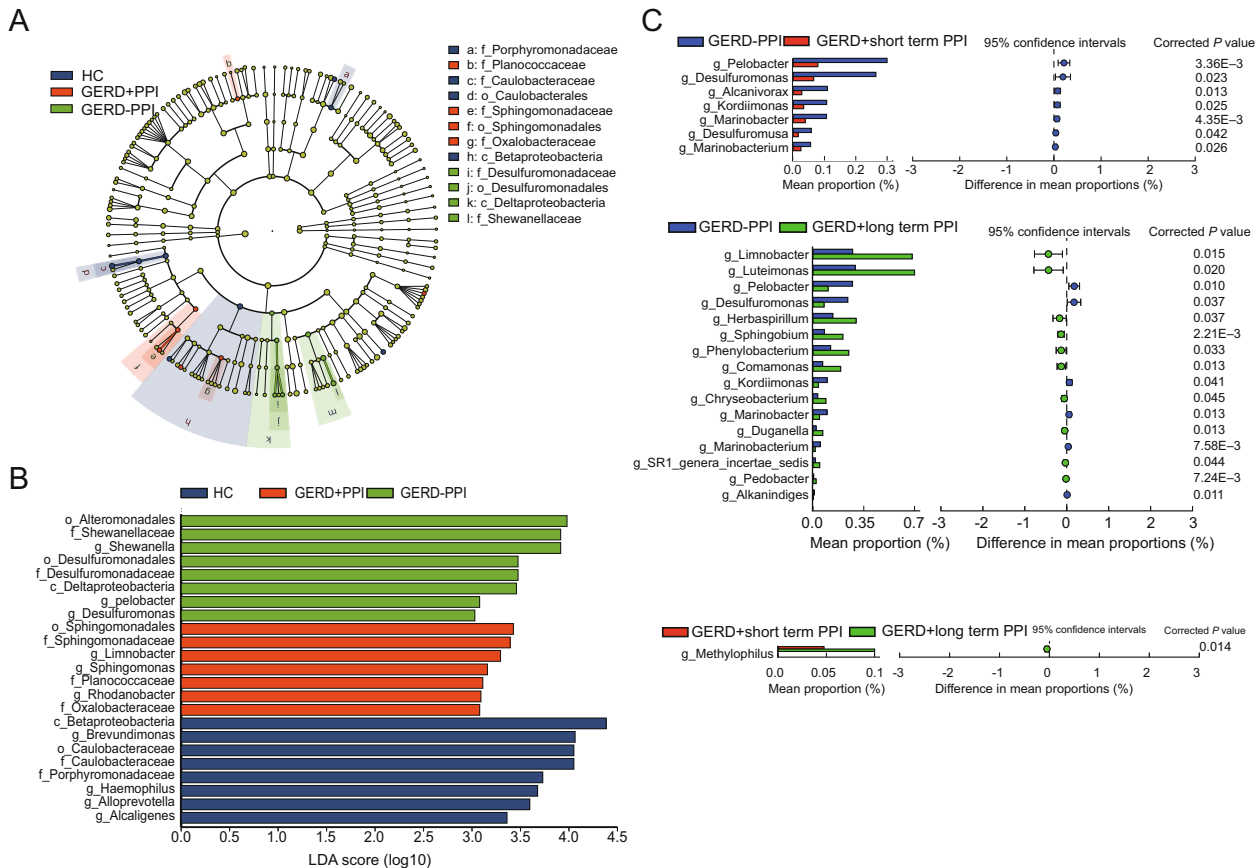 A
HC
GERD+PPI
GERD-PPI
a: f_Porphyromonadaceae
b: f_Planococcaceae
c: f_Caulobacteraceae
d: o_Caulobacterales
e: f_Sphingomonadaceae
f: o_Sphingomonadales
g: f_Oxalobacteraceae
h: c_Betaproteobacteria
i: f_Desulfuromonadaceae
j: o_Desulfuromonadales
k: c_Deltaproteobacteria
l: f_Shewanellaceae
a
b
c
d
e
f
g
h
i
j
k
l
m
B
HC GERD+PPI GERD-PPI
o_Alteromonadales
f_Shewanellaceae
g_Shewanella
o_Desulfuromonadales
f_Desulfuromonadaceae
c_Deltaproteobacteria
g_pelobacter
g_Desulfuromonas
o_Sphingomonadales
f_Sphingomonadaceae
g_Limnobacter
g_Sphingomonas
f_Planococcaceae
g_Rhodanobacter
f_Oxalobacteraceae
c_Betaproteobacteria
g_Brevundimonas
o_Caulobacteraceae
f_Caulobacteraceae
f_Porphyromonadaceae
g_Haemophilus
g_Alloprevotella
g_Alcaligenes
0.0 0.5 1.0 1.5 2.0 2.5 3.0 3.5 4.0 4.5
LDA score (log10)
C
GERD-PPI GERD+short term PPI 95% confidence intervals Corrected P value
g_Pelobacter 3.36E-3
g_Desulfuromonas 0.023
g_Alcanivorax 0.013
g_Kordiimonas 0.025
g_Marinobacter 4.35E-3
g_Desulfuromusa 0.042
g_Marinobacterium 0.026
0.0 0.1 0.2 0.3 -3 -2 -1 0 1 2 3
Mean proportion (%) Difference in mean proportions (%)
GERD-PPI GERD+long term PPI 95% confidence intervals Corrected P value
g_Limnobacter 0.015
g_Luteimonas 0.020
g_Pelobacter 0.010
g_Desulfuromonas 0.037
g_Herbaspirillum 0.037
g_Sphingobium 2.21E-3
g_Phenylobacterium 0.033
g_Comamonas 0.013
g_Kordiimonas 0.041
g_Chryseobacterium 0.045
g_Marinobacter 0.013
g_Duganella 0.013
g_Marinobacterium 7.58E-3
g_SR1_genera_incertae_sedis 0.044
g_Pedobacter 7.24E-3
g_Alkanindiges 0.011
0.0 0.35 0.7 -3 -2 -1 0 1 2 3
Mean proportion (%) Difference in mean proportions (%)
GERD+short term PPI GERD+long term PPI 95% confidence intervals Corrected P value
g_Methylophilus 0.014
0.0 0.05 0.1 -3 -2 -1 0 1 2 3
Mean proportion (%) Difference in mean proportions (%)